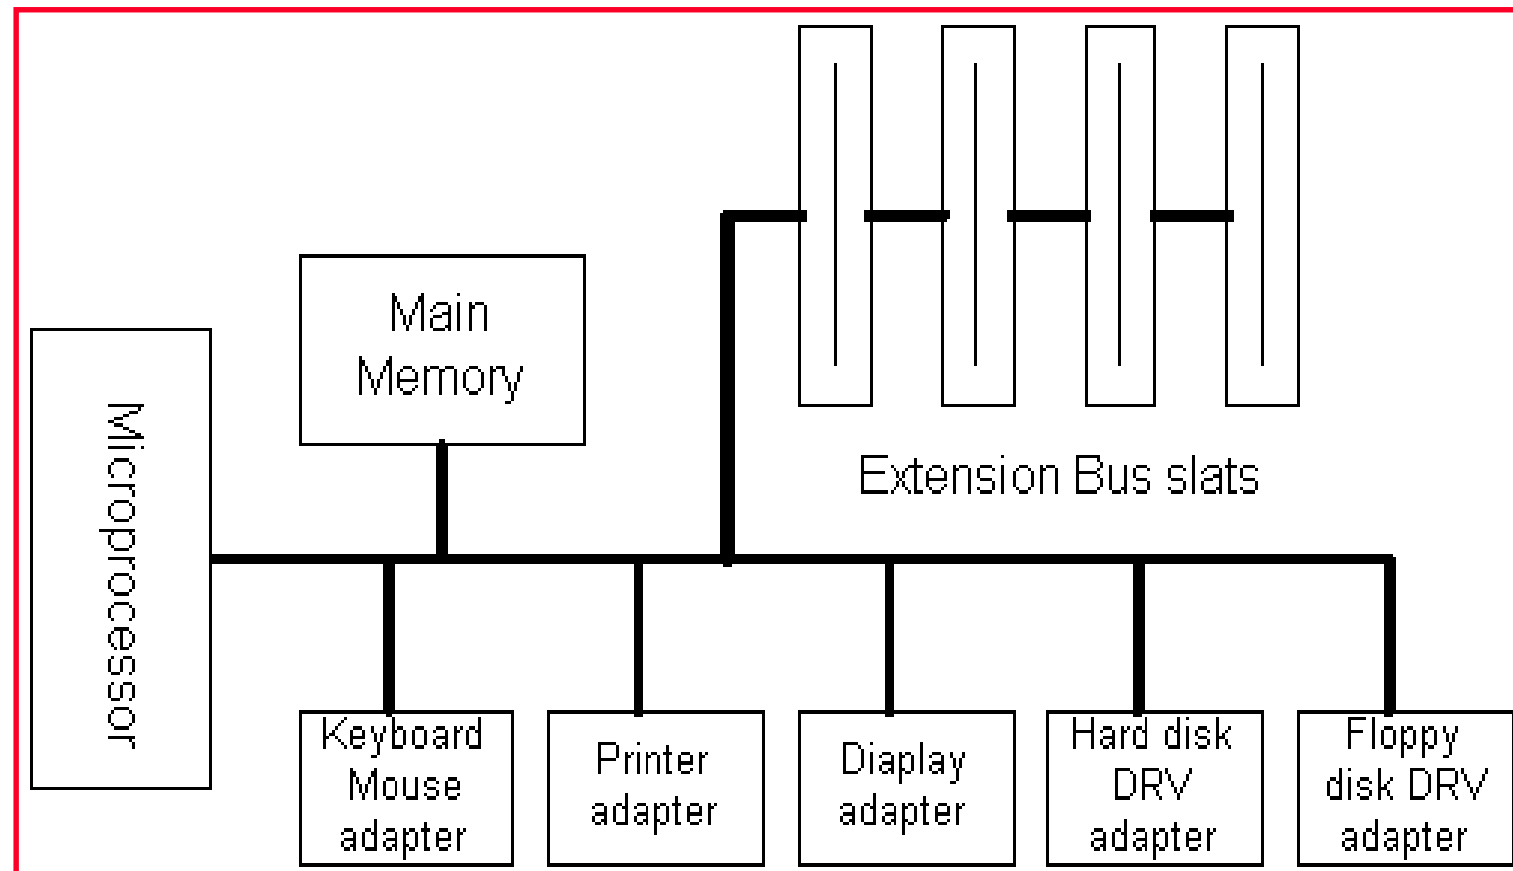 Main
Memory
Microprocessor
Extension Bus slats
Keyboard
Mouse
adapter
Printer
adapter
Diaplay
adapter
Hard disk
DRV
adapter
Floppy
disk DRV
adapter